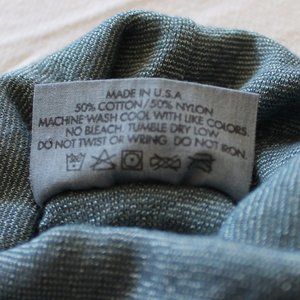 MADE IN U.S.A
50% COTTON/50% NYLON
MACHINE WASH COOL WITH LIKE COLORS.
NO BLEACH. TUMBLE DRY LOW.
DO NOT TWIST OR WRING. DO NOT IRON.